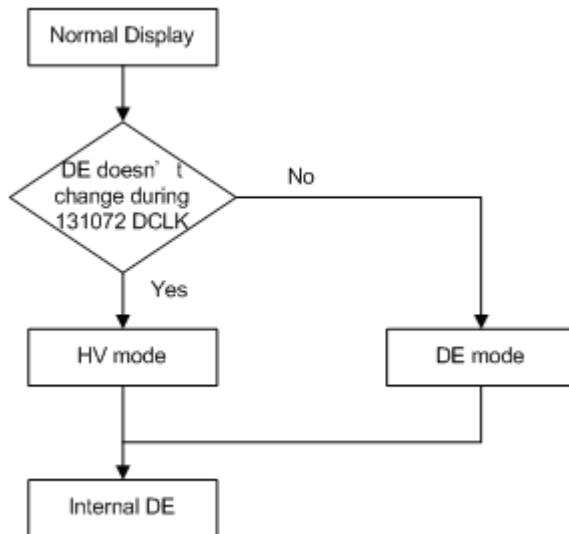 Normal Display
DE doesn’ t
change during
131072 DCLK
No
Yes
HV mode
DE mode
Internal DE